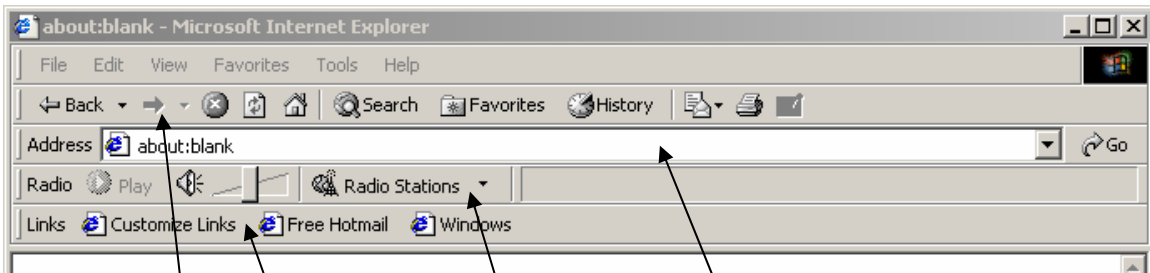 about:blank - Microsoft Internet Explorer
File Edit View Favorites Tools Help
Back Search Favorites History
Address about:blank Go
Radio Play Radio Stations
Links Customize Links Free Hotmail Windows